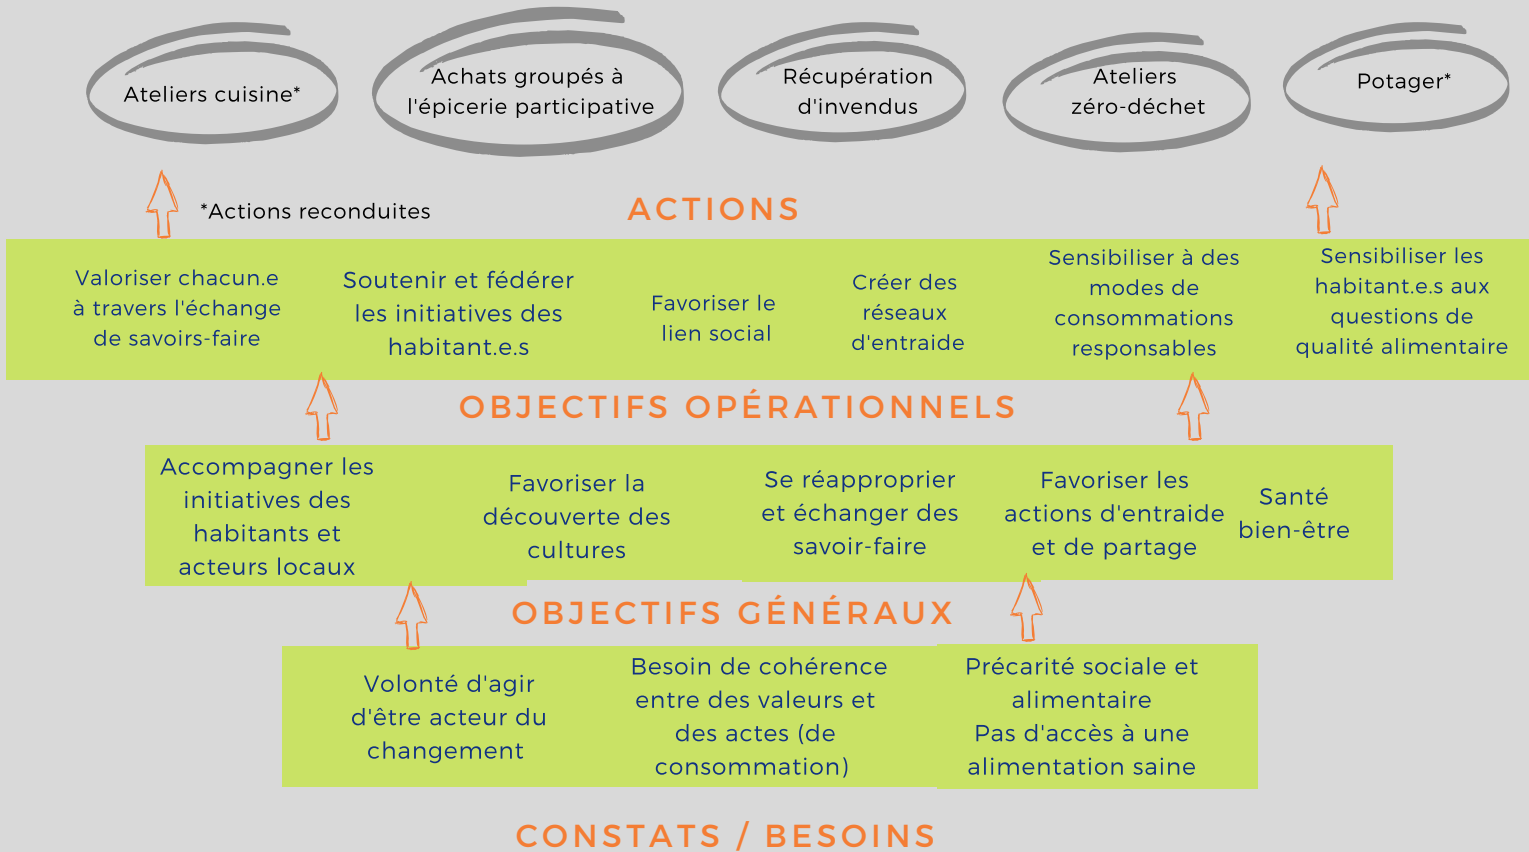 Ateliers cuisine*
Achats groupés à
l'épicerie participative
Récupération
d'invendus
Ateliers
zéro-déchet
Potager*
*Actions reconduites
ACTIONS
Valoriser chacun.e
à travers l'échange
de savoirs-faire
Soutenir et fédérer
les initiatives des
habitant.e.s
Favoriser le
lien social
Créer des
réseaux
d'entraide
Sensibiliser à des
modes de
consommations
responsables
Sensibiliser les
habitant.e.s aux
questions de
qualité alimentaire
OBJECTIFS OPÉRATIONNELS
Accompagner les
initiatives des
habitants et
acteurs locaux
Favoriser la
découverte des
cultures
Se réapproprier
et échanger des
savoir-faire
Favoriser les
actions d'entraide
et de partage
Santé
bien-être
OBJECTIFS GÉNÉRAUX
Volonté d'agir
d'être acteur du
changement
Besoin de cohérence
entre des valeurs et
des actes (de
consommation)
Précarité sociale et
alimentaire
Pas d'accès à une
alimentation saine
CONSTATS / BESOINS